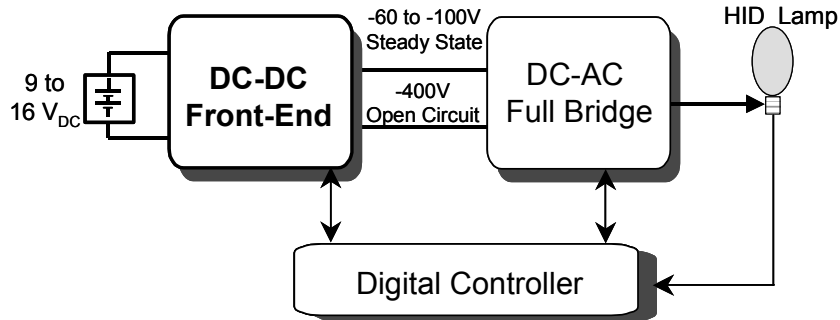 HID Lamp
-60 to -100V
Steady State
9 to
16 V_DC
DC-DC
Front-End
-400V
Open Circuit
DC-AC
Full Bridge
Digital Controller